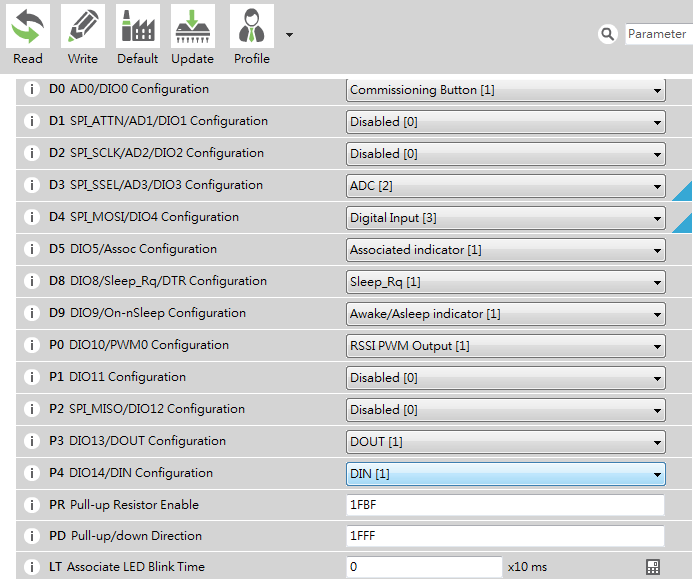 Read Write Default Update Profile Parameter
D0 AD0/DIO0 Configuration Commissioning Button [1]
D1 SPI_ATTN/AD1/DIO1 Configuration Disabled [0]
D2 SPI_SCLK/AD2/DIO2 Configuration Disabled [0]
D3 SPI_SSEL/AD3/DIO3 Configuration ADC [2]
D4 SPI_MOSI/DIO4 Configuration Digital Input [3]
D5 DIO5/Assoc Configuration Associated indicator [1]
D8 DIO8/Sleep_Rq/DTR Configuration Sleep_Rq [1]
D9 DIO9/On-nSleep Configuration Awake/Asleep indicator [1]
P0 DIO10/PWM0 Configuration RSSI PWM Output [1]
P1 DIO11 Configuration Disabled [0]
P2 SPI_MISO/DIO12 Configuration Disabled [0]
P3 DIO13/DOUT Configuration DOUT [1]
P4 DIO14/DIN Configuration DIN [1]
PR Pull-up Resistor Enable 1FBF
PD Pull-up/down Direction 1FFF
LT Associate LED Blink Time 0 x10 ms